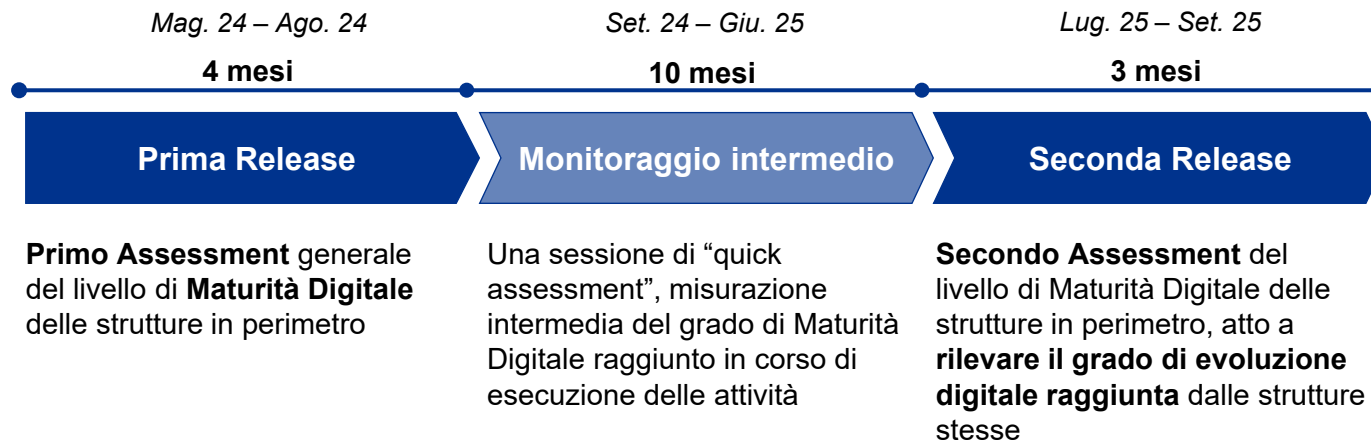 Mag. 24 – Ago. 24
Set. 24 – Giu. 25
Lug. 25 – Set. 25
4 mesi
10 mesi
3 mesi
Prima Release
Monitoraggio intermedio
Seconda Release
Primo Assessment generale
del livello di Maturità Digitale
delle strutture in perimetro
Una sessione di “quick
assessment”, misurazione
intermedia del grado di Maturità
Digitale raggiunto in corso di
esecuzione delle attività
Secondo Assessment del
livello di Maturità Digitale delle
strutture in perimetro, atto a
rilevare il grado di evoluzione
digitale raggiunta dalle strutture
stesse